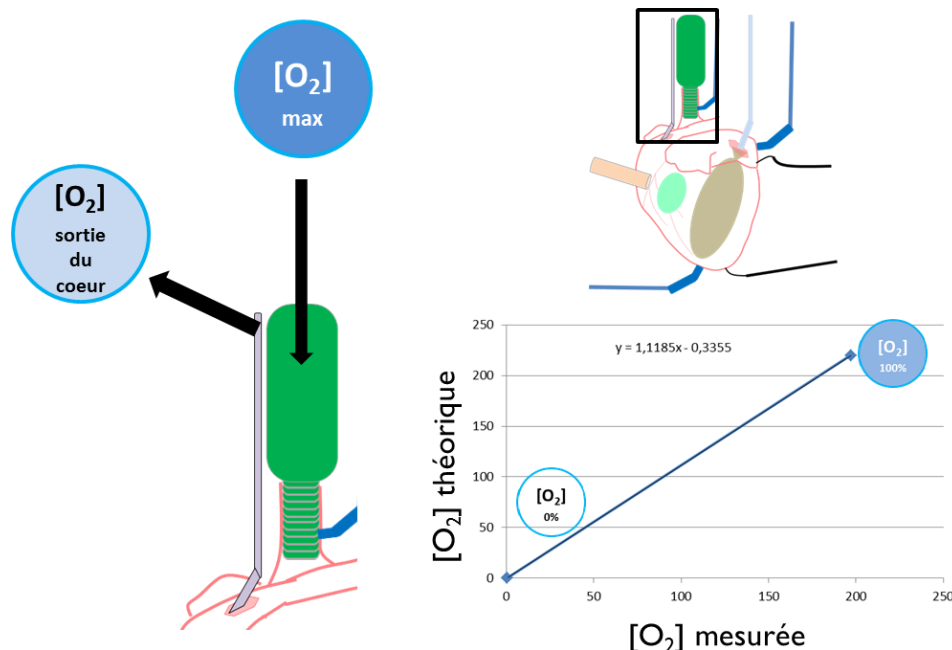 [O₂]
max
[O₂]
sortie
du
coeur
250
200
150
100
50
0
[O₂] théorique
y = 1,1185x - 0,3355
[O₂]
100%
[O₂]
0%
0
50
100
150
200
250
[O₂] mesurée